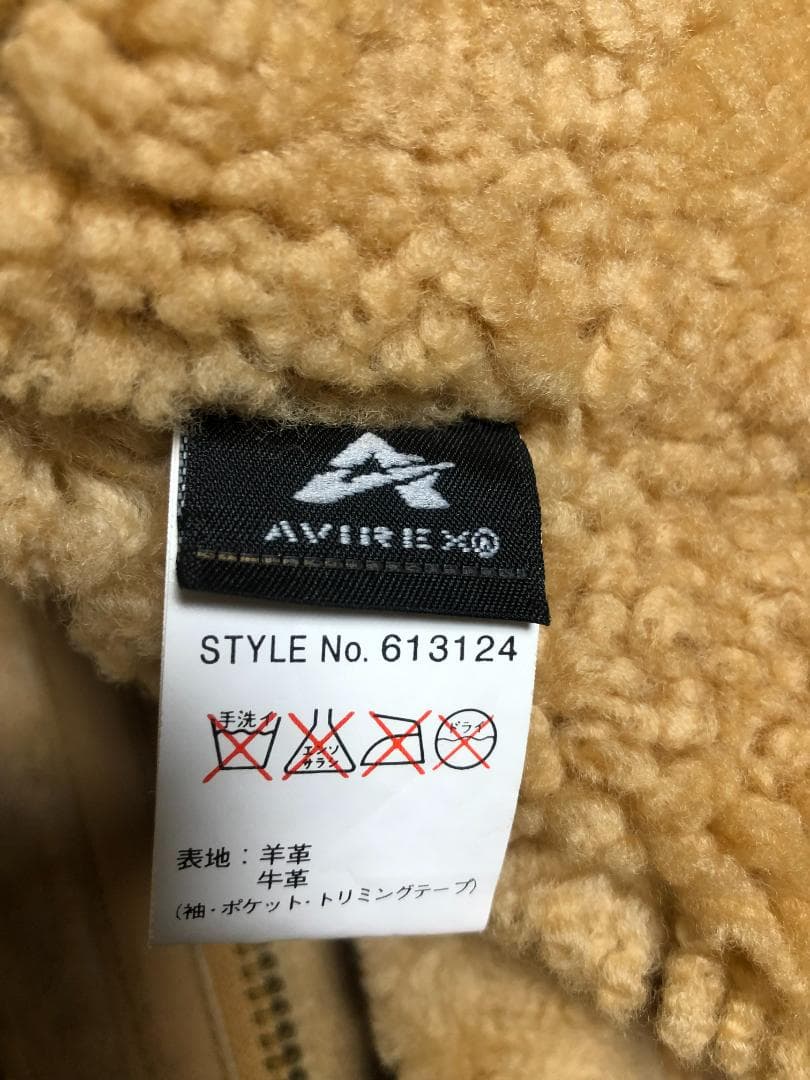 AVIREX®
STYLE No. 613124
手洗イ
エンソ
サラシ
ドライ
表地：羊革
牛革
(袖・ポケット・トリミングテープ)